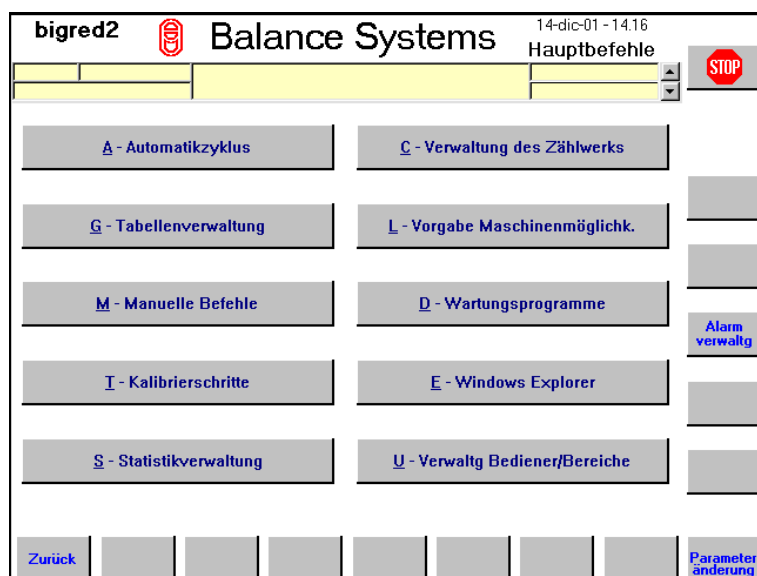 bigred2
Balance Systems
14-dic-01 - 14.16
Hauptbefehle
STOP
A - Automatikzyklus
C - Verwaltung des Zählwerks
G - Tabellenverwaltung
L - Vorgabe Maschinenmöglichk.
M - Manuelle Befehle
D - Wartungsprogramme
Alarm
verwaltg
T - Kalibrierschritte
E - Windows Explorer
S - Statistikverwaltung
U - Verwaltg Bediener/Bereiche
Zurück
Parameter
änderung